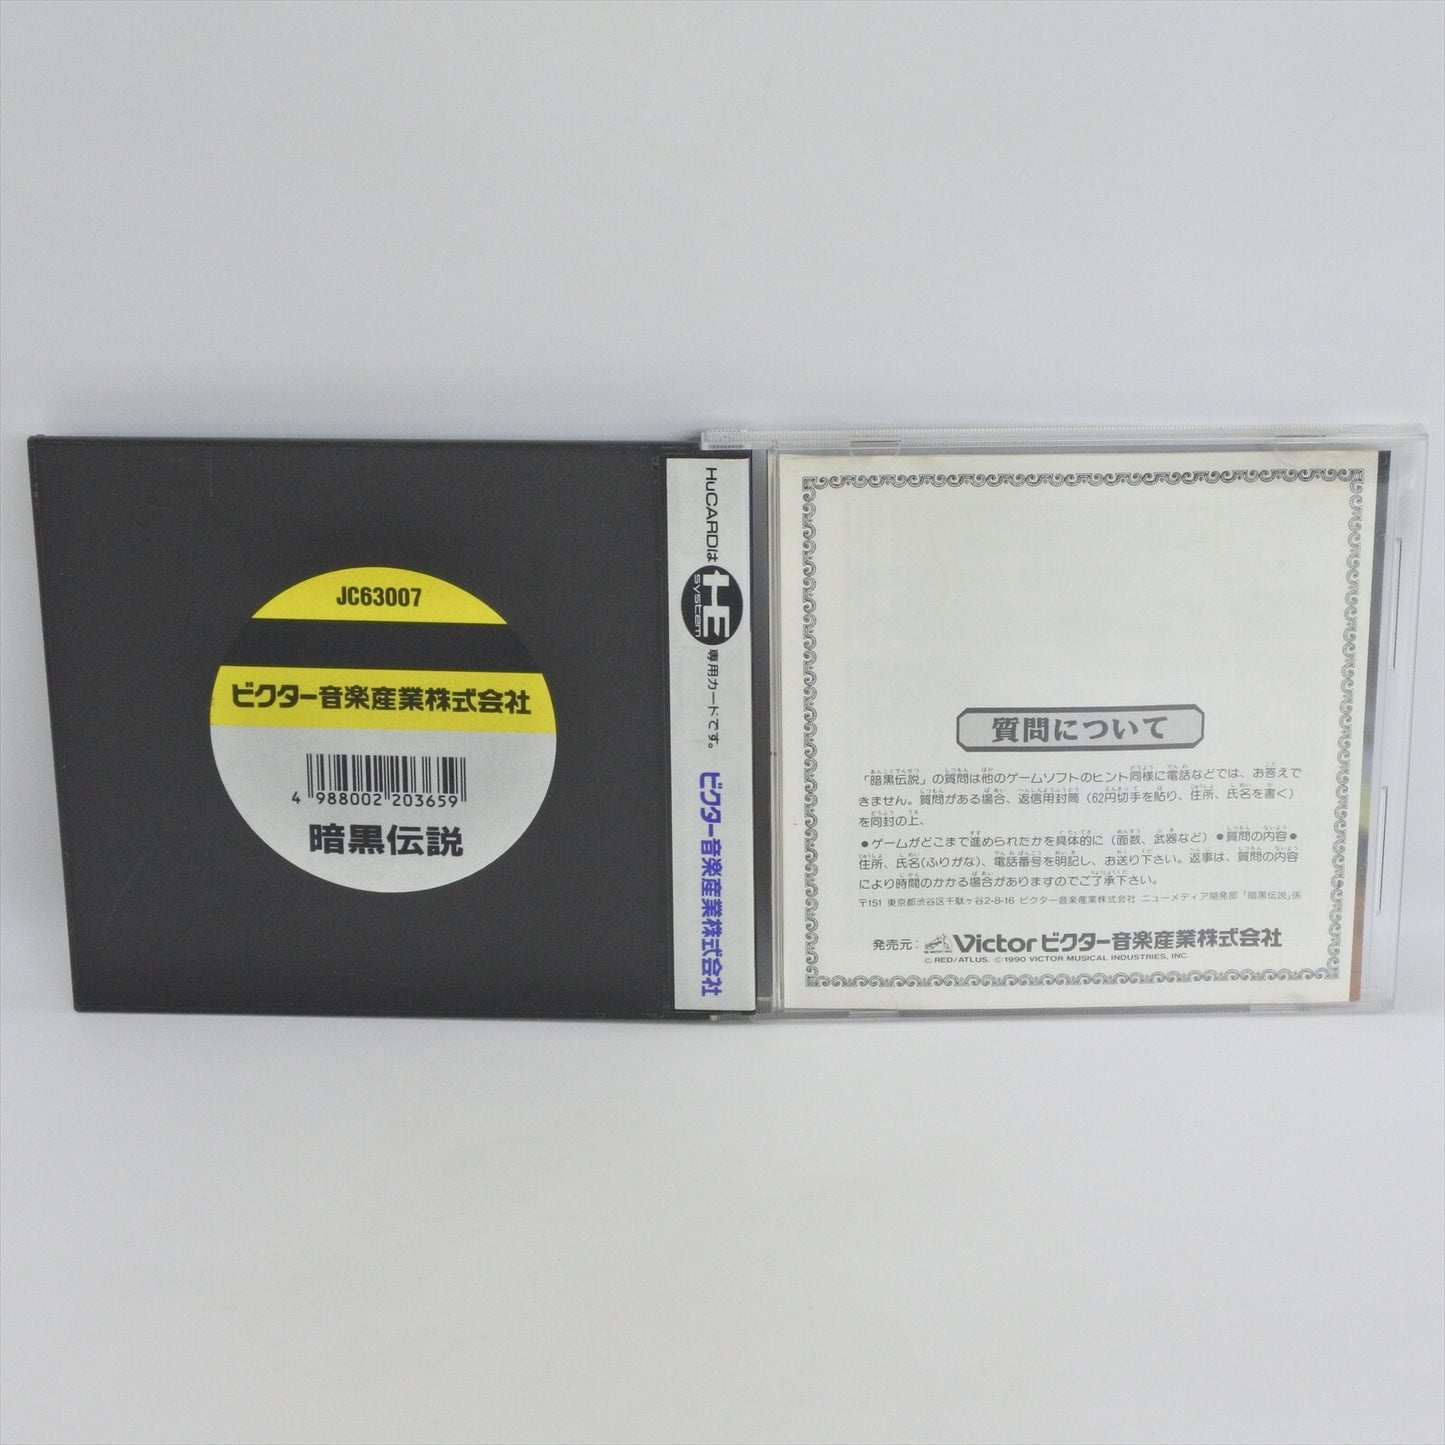 JC63007
ビクター音楽産業株式会社
4 988002 203659
暗黒伝説
HuCARDは HE system 専用カードです。 ビクター音楽産業株式会社
質問について
「暗黒伝説」の質問は他のゲームソフトのヒント同様に電話などでは、お答えで
きません。質問がある場合、返信用封筒(62円切手を貼り、住所、氏名を書く)
を同封の上、
●ゲームがどこまで進められたかを具体的に(面数、武器など)●質問の内容●
住所、氏名(ふりがな)、電話番号を明記し、お送り下さい。返事は、質問の内容
により時間のかかる場合がありますのでご了承下さい。
〒151 東京都渋谷区千駄ヶ谷2-8-16 ビクター音楽産業株式会社 ニューメディア開発部「暗黒伝説」係
発売元: Victor ビクター音楽産業株式会社
© RED/ATLUS. © 1990 VICTOR MUSICAL INDUSTRIES, INC.